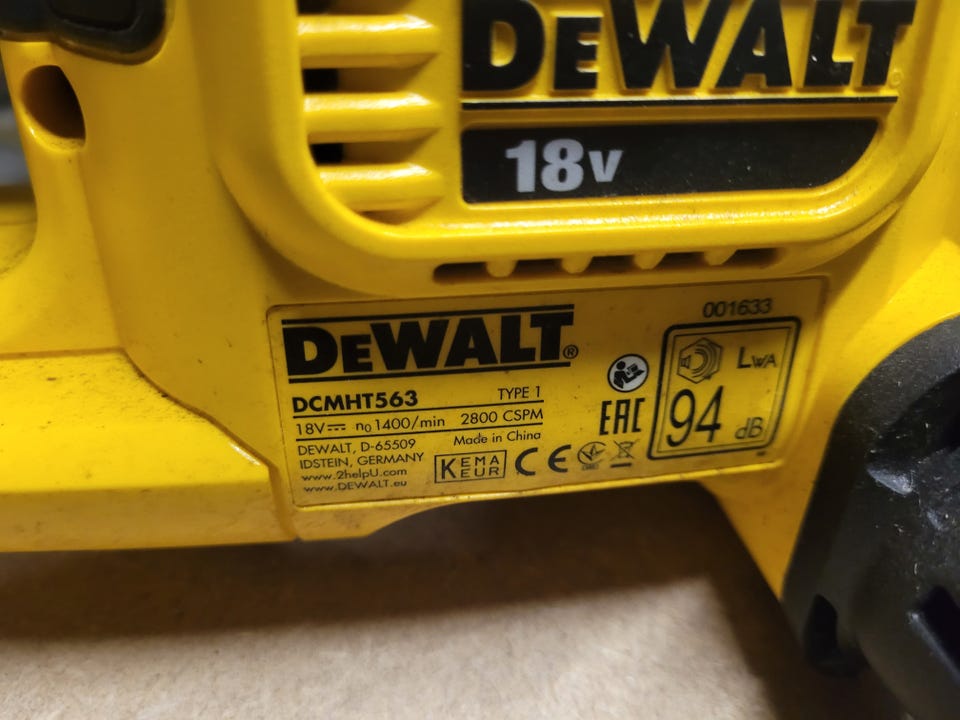 DEWALT
18V
001633
DEWALT®
DCMHT563 TYPE 1
18V⎓ n₀ 1400/min 2800 CSPM
DEWALT, D-65509 Made in China
IDSTEIN, GERMANY
www.2helpU.com
www.DEWALT.eu
KEMA
KEUR
CE
EAC
LWA
94 dB